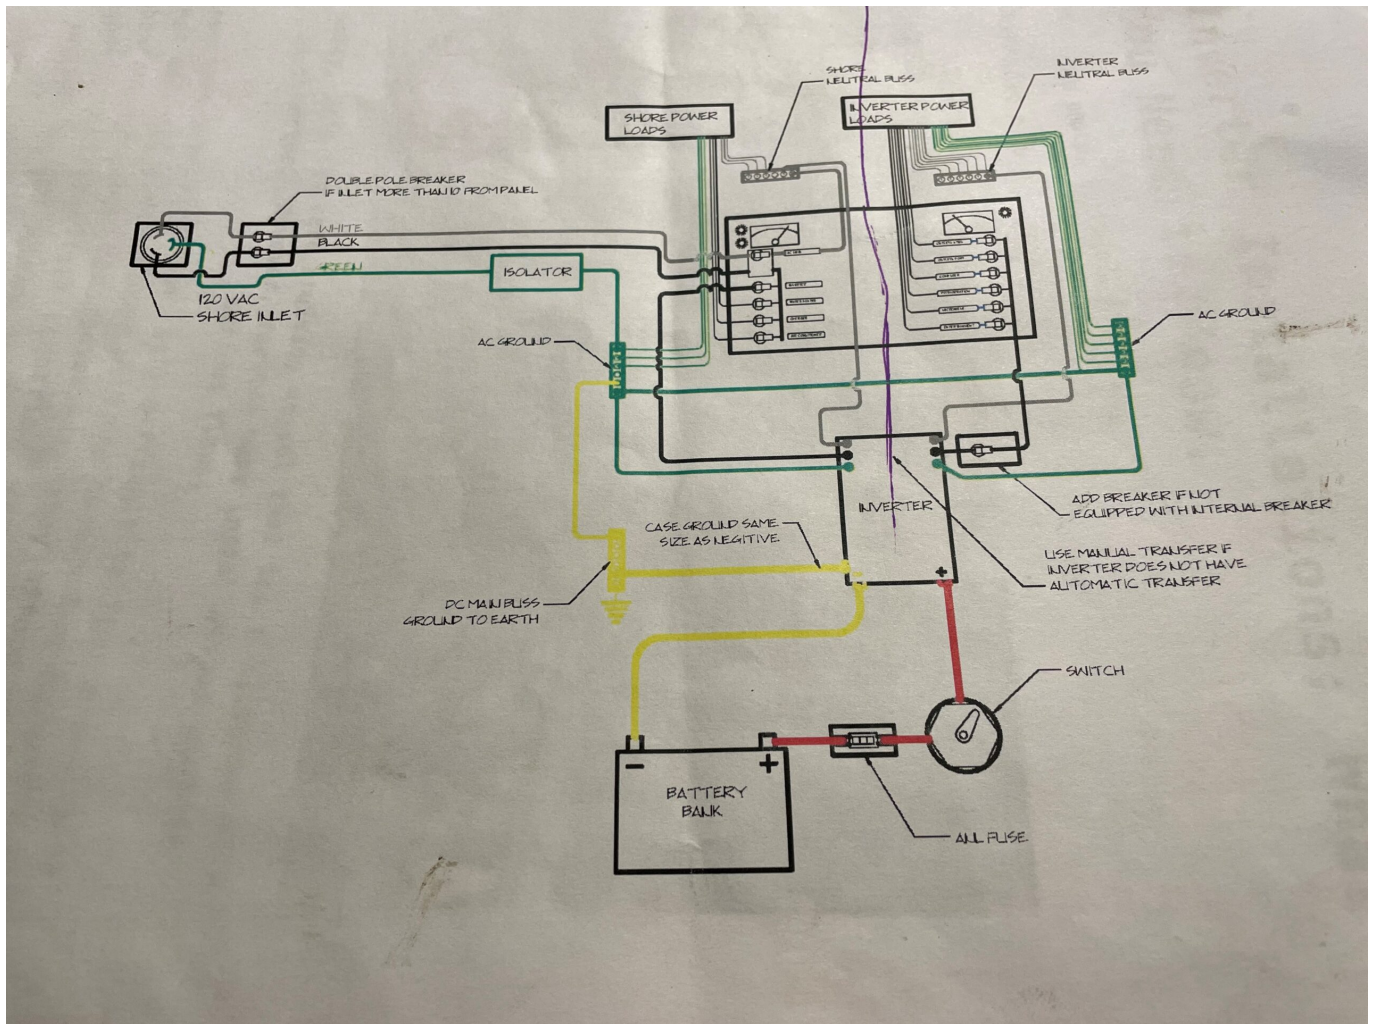 SHORE
NEUTRAL BUSS
INVERTER
NEUTRAL BUSS
SHORE POWER
LOADS
INVERTER POWER
LOADS
DOUBLE POLE BREAKER
IF INLET MORE THAN 10 FROM PANEL
WHITE
BLACK
GREEN
ISOLATOR
120 VAC
SHORE INLET
AC GROUND
AC GROUND
INVERTER
+
ADD BREAKER IF NOT
EQUIPPED WITH INTERNAL BREAKER
CASE GROUND SAME
SIZE AS NEGITIVE
USE MANUAL TRANSFER IF
INVERTER DOES NOT HAVE
AUTOMATIC TRANSFER
DC MAIN BUSS
GROUND TO EARTH
SWITCH
- +
BATTERY
BANK
ANL FUSE